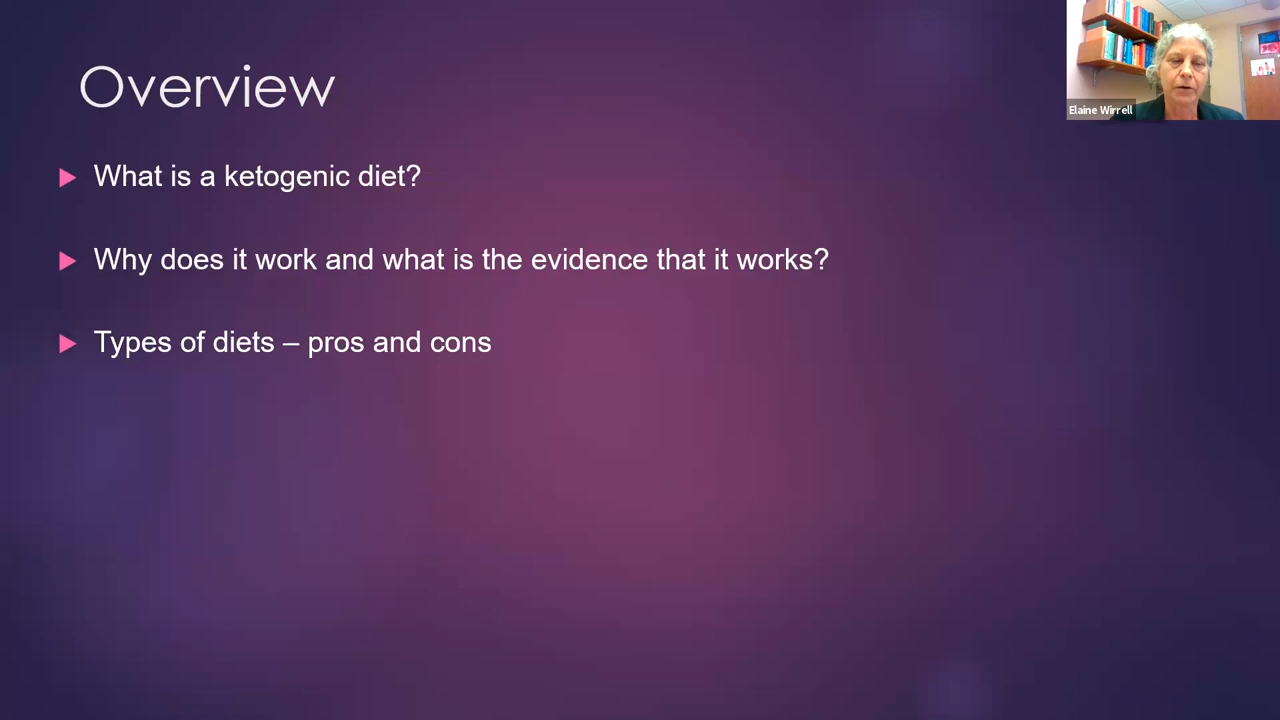 Overview
What is a ketogenic diet?
Why does it work and what is the evidence that it works?
Types of diets – pros and cons
Elaine Wirrell